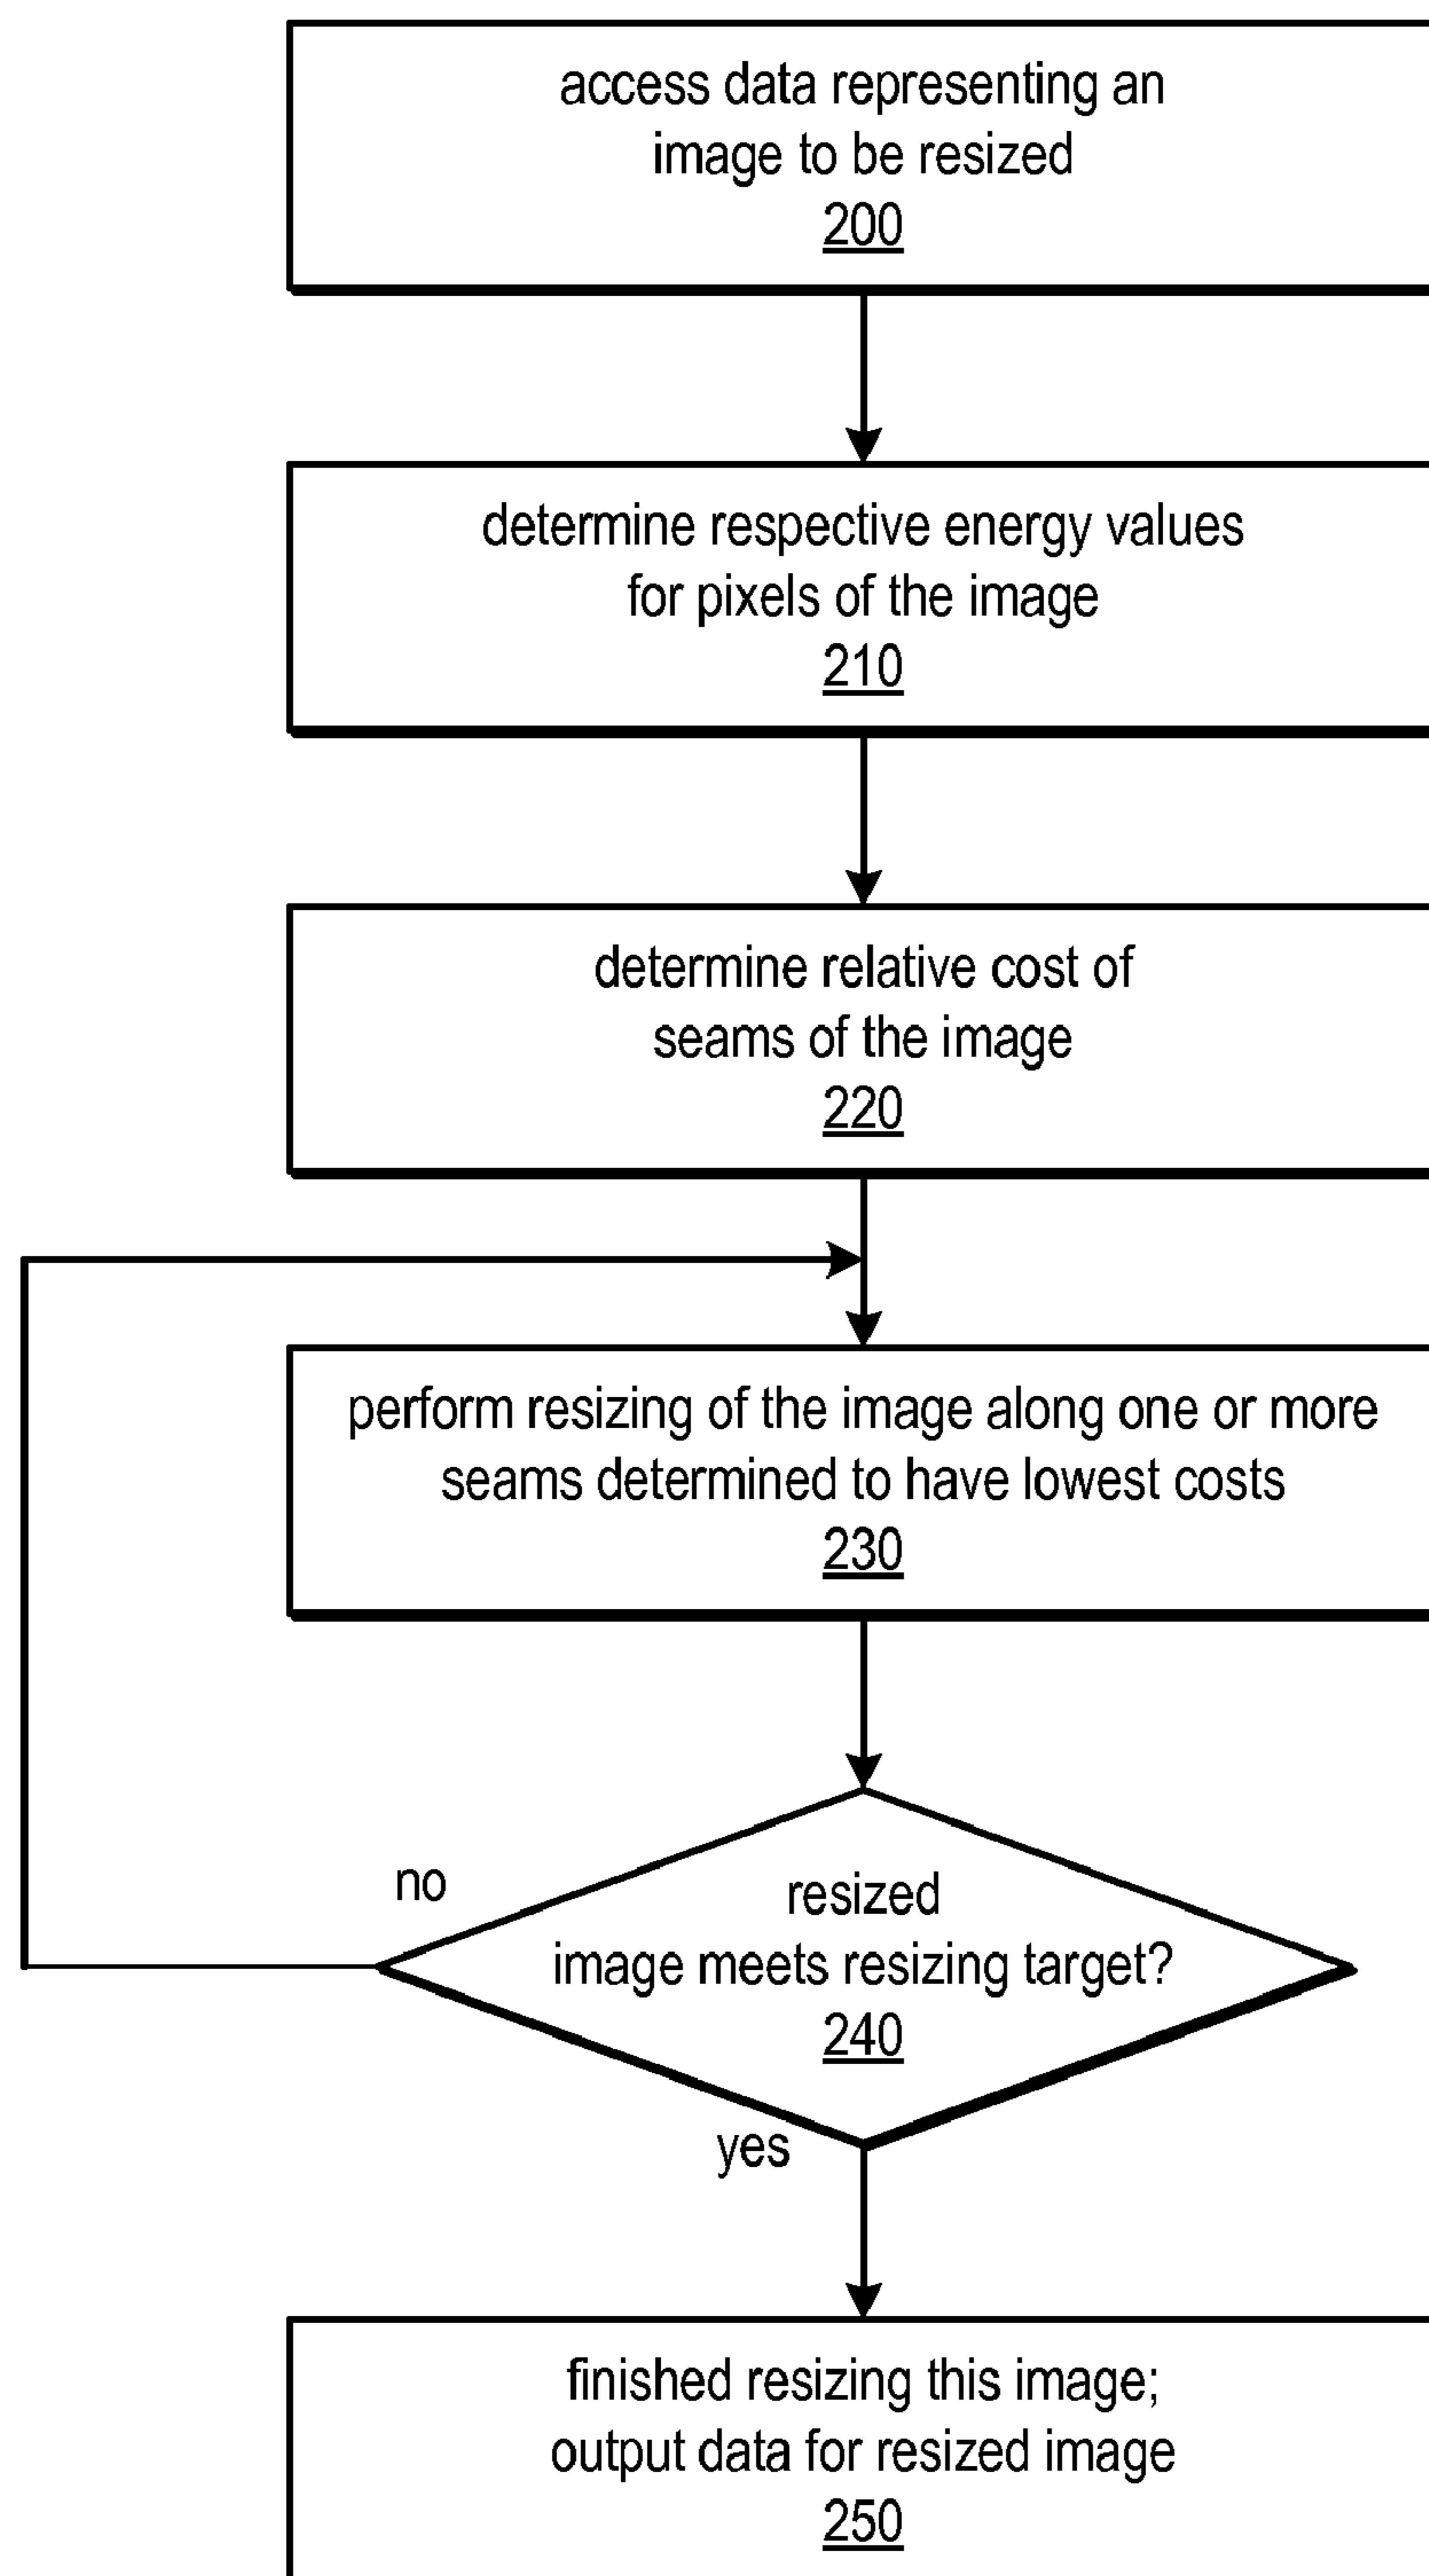 access data representing an
image to be resized
200
determine respective energy values
for pixels of the image
210
determine relative cost of
seams of the image
220
perform resizing of the image along one or more
seams determined to have lowest costs
230
no
resized
image meets resizing target?
240
yes
finished resizing this image;
output data for resized image
250